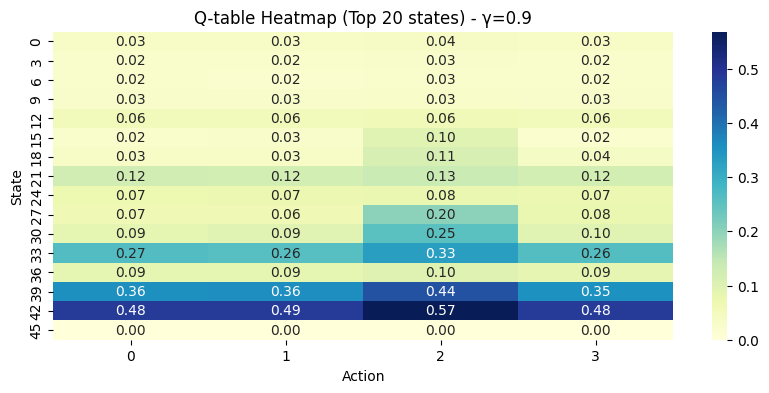 Q-table Heatmap (Top 20 states) - γ=0.9
0 0.03 0.03 0.04 0.03
3 0.02 0.02 0.03 0.02
6 0.02 0.02 0.03 0.02
9 0.03 0.03 0.03 0.03
12 0.06 0.06 0.06 0.06
15 0.02 0.03 0.10 0.02
18 0.03 0.03 0.11 0.04
21 0.12 0.12 0.13 0.12
24 0.07 0.07 0.08 0.07
27 0.07 0.06 0.20 0.08
30 0.09 0.09 0.25 0.10
33 0.27 0.26 0.33 0.26
36 0.09 0.09 0.10 0.09
39 0.36 0.36 0.44 0.35
42 0.48 0.49 0.57 0.48
45 0.00 0.00 0.00 0.00
0 1 2 3
Action
State
0.5
0.4
0.3
0.2
0.1
0.0